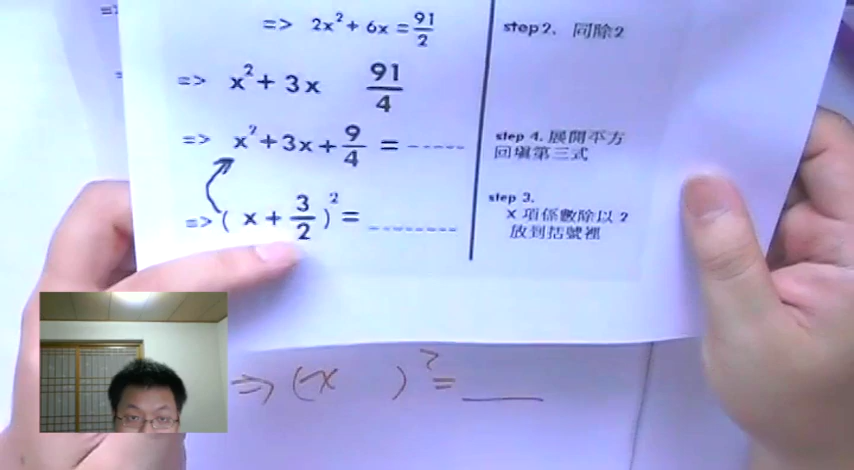 =>
=> 2x² + 6x = 91/2
step 2. 同除2
=> x² + 3x 91/4
=> x² + 3x + 9/4 = ------
step 4. 展開平方
回填第三式
=> ( x + 3/2 )² = --------
step 3.
x 項係數除以 2
放到括號裡
=> (x )² = ____